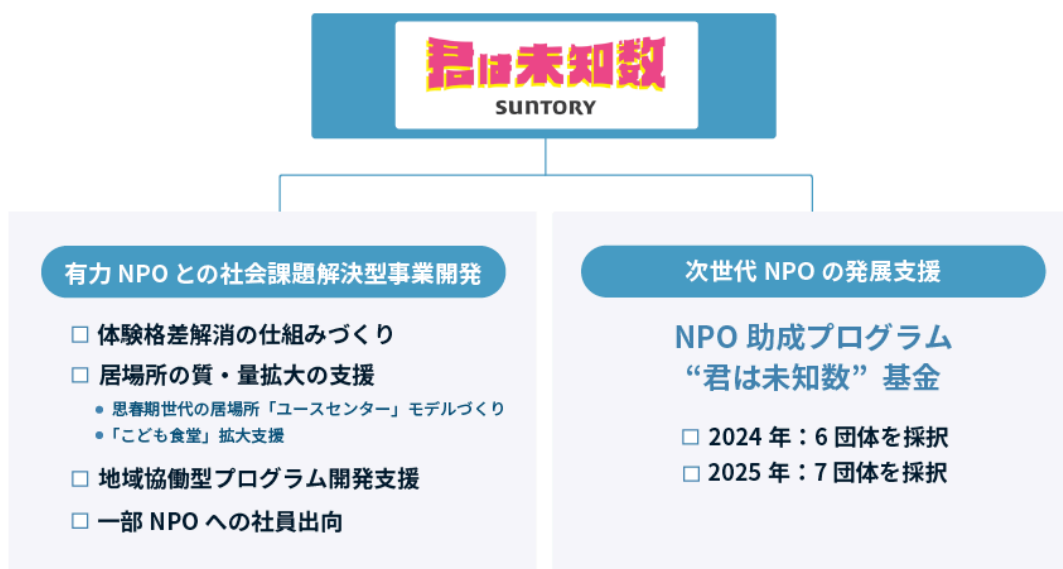 君は未知数
SUNTORY
有力 NPO との社会課題解決型事業開発
□ 体験格差解消の仕組みづくり
□ 居場所の質・量拡大の支援
● 思春期世代の居場所「ユースセンター」モデルづくり
●「こども食堂」拡大支援
□ 地域協働型プログラム開発支援
□ 一部 NPO への社員出向
次世代 NPO の発展支援
NPO 助成プログラム
“君は未知数” 基金
□ 2024 年：6 団体を採択
□ 2025 年：7 団体を採択